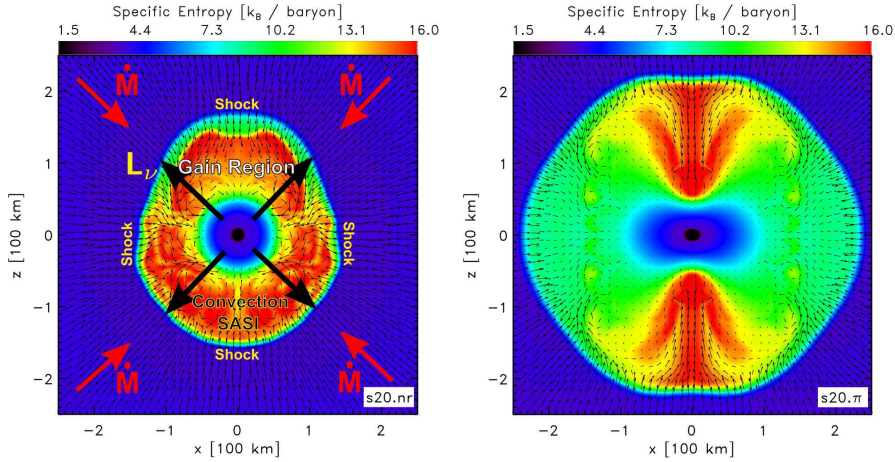 Specific Entropy [k_B / baryon]
1.5 4.4 7.3 10.2 13.1 16.0
Ṁ Ṁ
Shock
L_ν
Gain Region
Shock Shock
Convection
SASI
Shock
Ṁ Ṁ
s20.nr
2
1
0
−1
−2
z [100 km]
−2 −1 0 1 2
x [100 km]
Specific Entropy [k_B / baryon]
1.5 4.4 7.3 10.2 13.1 16.0
s20.π
2
1
0
−1
−2
z [100 km]
−2 −1 0 1 2
x [100 km]